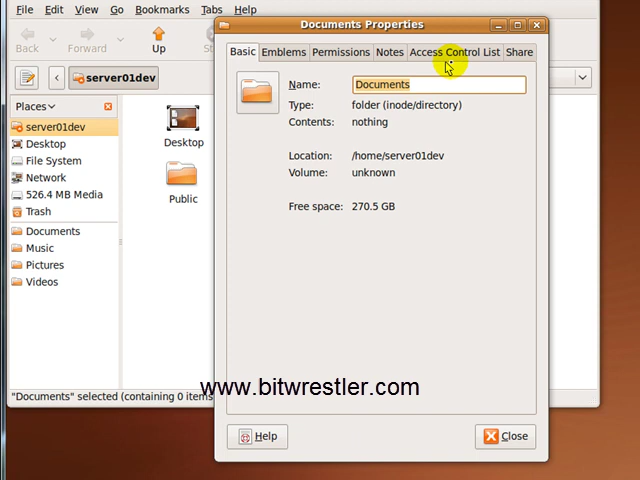 File Edit View Go Bookmarks Tabs Help
Documents Properties
Back Forward Up St
server01dev
Basic Emblems Permissions Notes Access Control List Share
Places
server01dev
Desktop
File System
Network
526.4 MB Media
Trash
Documents
Music
Pictures
Videos
Desktop
Public
Name: Documents
Type: folder (inode/directory)
Contents: nothing
Location: /home/server01dev
Volume: unknown
Free space: 270.5 GB
www.bitwrestler.com
"Documents" selected (containing 0 items
Help Close